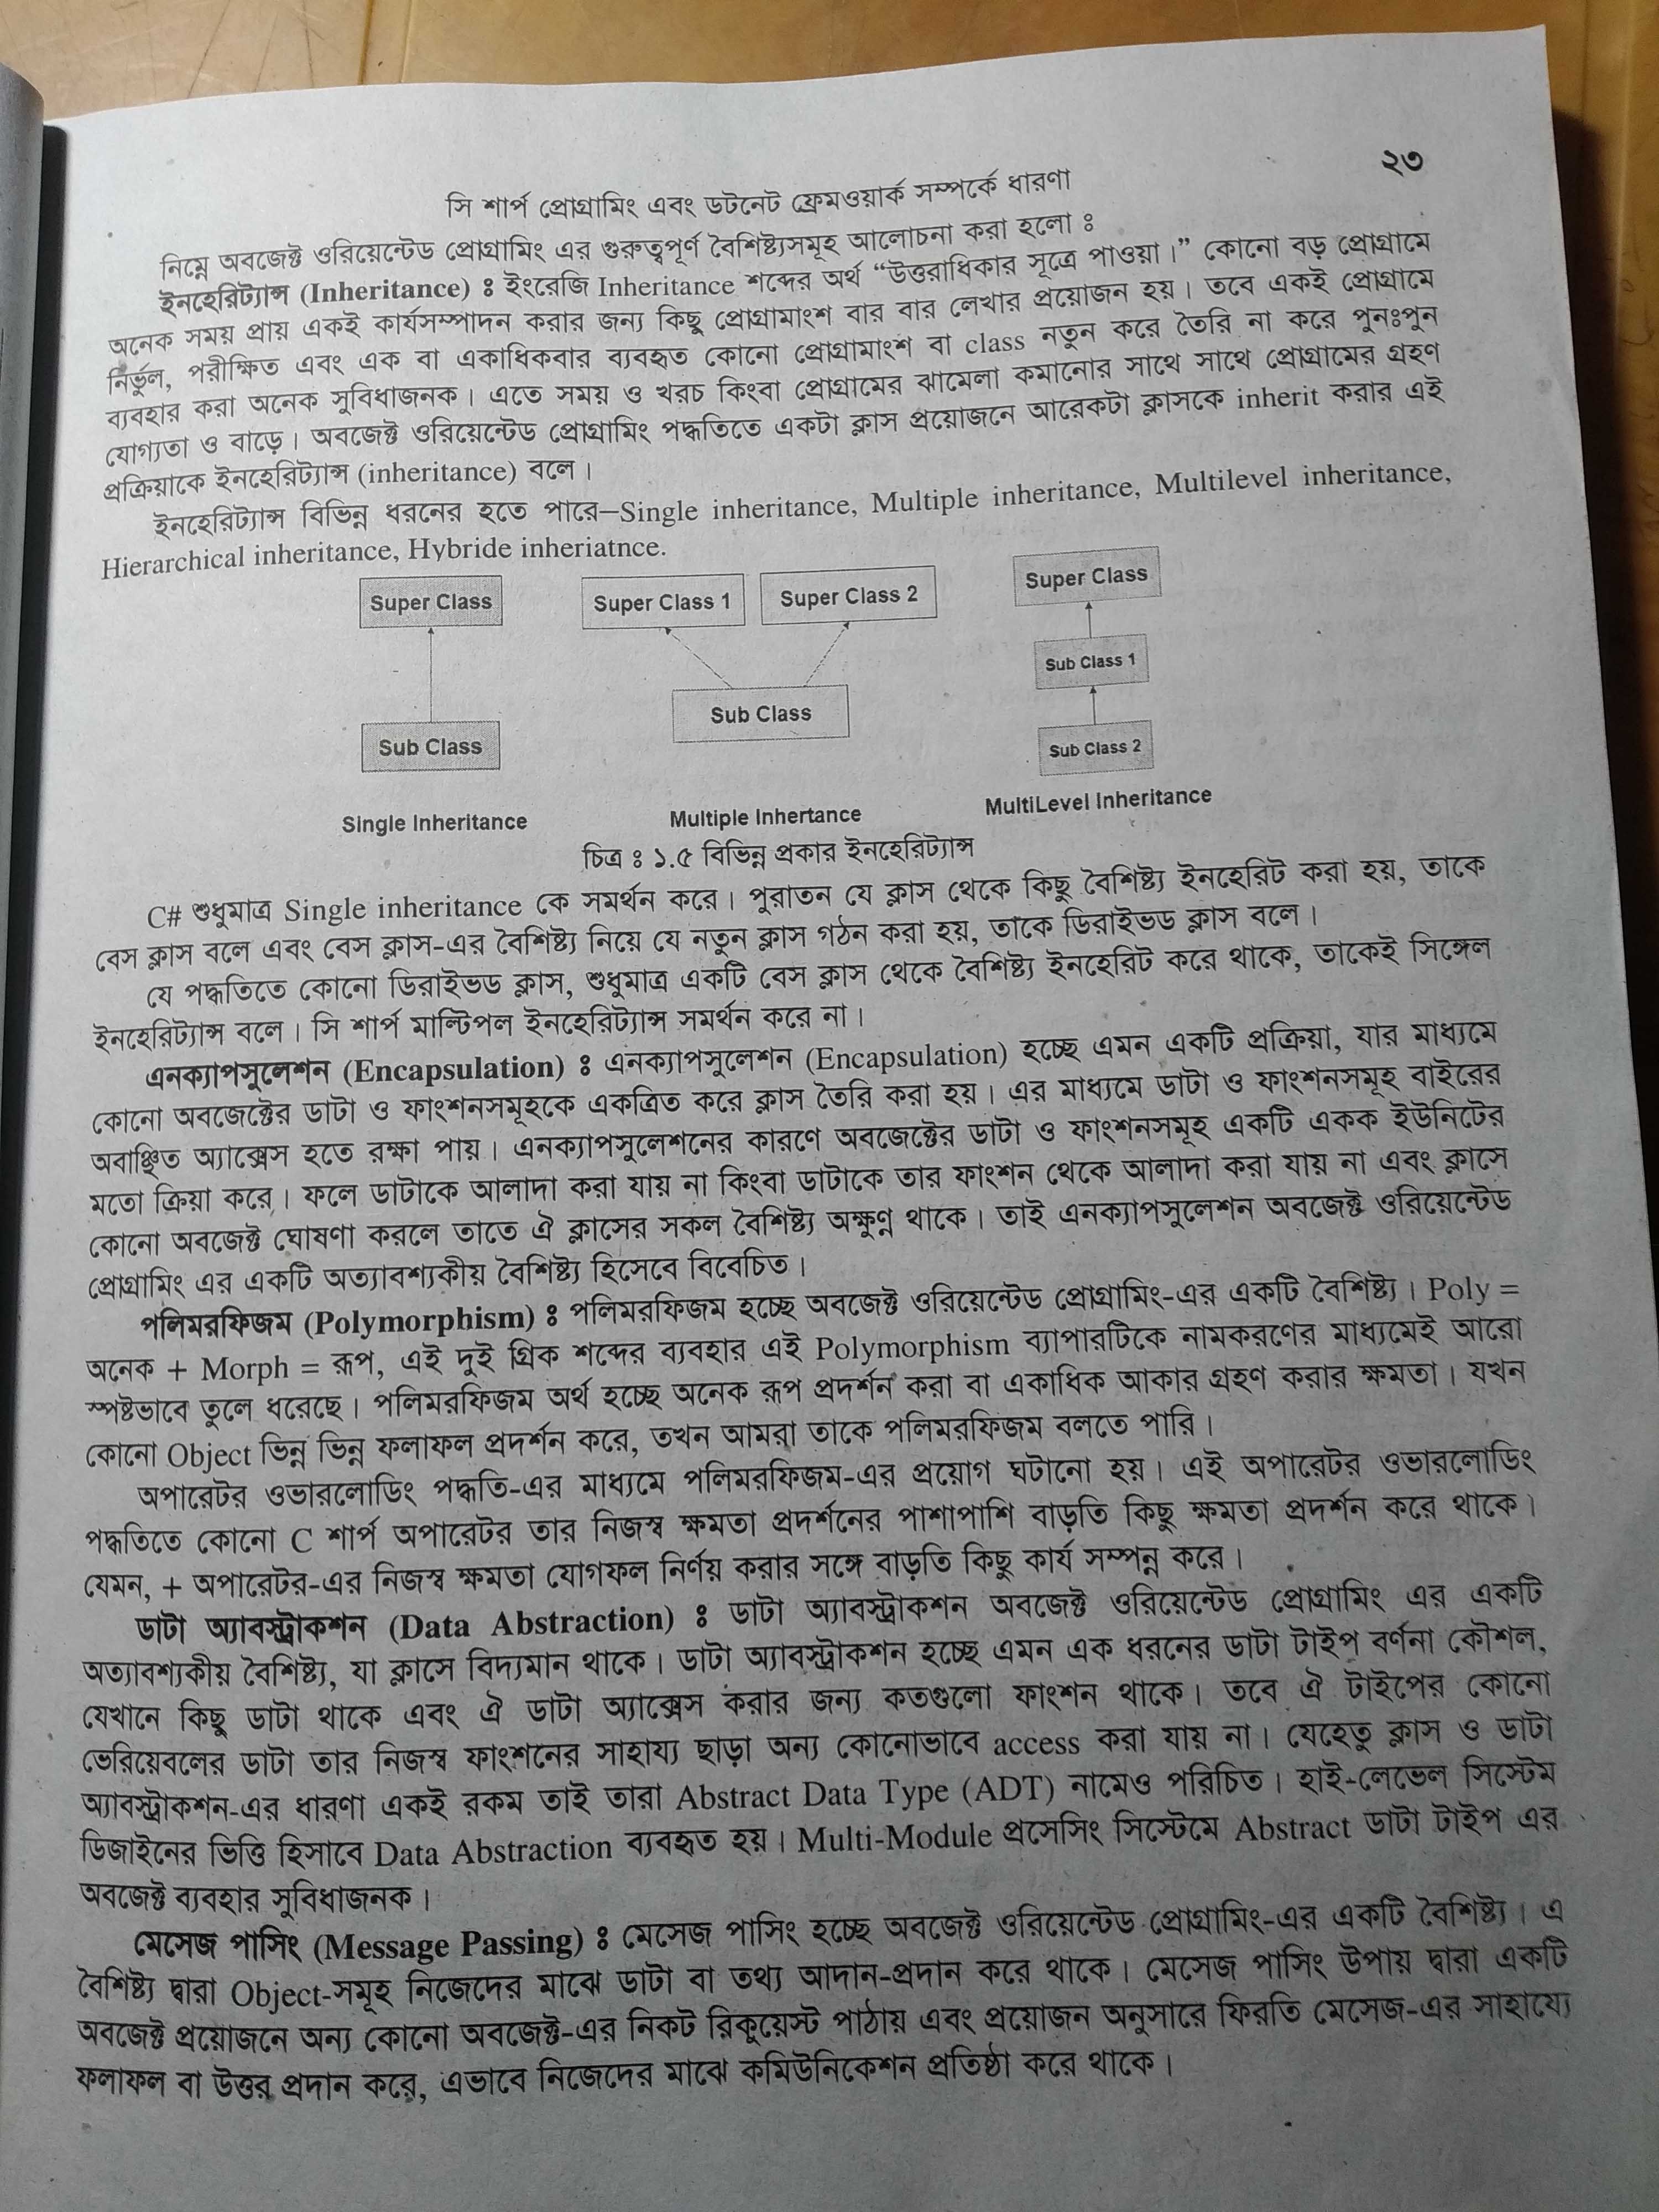 ২৩
সি শার্প প্রোগ্রামিং এবং ডটনেট ফ্রেমওয়ার্ক সম্পর্কে ধারণা
নিম্নে অবজেক্ট ওরিয়েন্টেড প্রোগ্রামিং এর গুরুত্বপূর্ণ বৈশিষ্ট্যসমূহ আলোচনা করা হলো ঃ
ইনহেরিট্যান্স (Inheritance) ঃ ইংরেজি Inheritance শব্দের অর্থ “উত্তরাধিকার সূত্রে পাওয়া।” কোনো বড় প্রোগ্রামে
অনেক সময় প্রায় একই কার্যসম্পাদন করার জন্য কিছু প্রোগ্রামাংশ বার বার লেখার প্রয়োজন হয়। তবে একই প্রোগ্রামে
নির্ভুল, পরীক্ষিত এবং এক বা একাধিকবার ব্যবহৃত কোনো প্রোগ্রামাংশ বা class নতুন করে তৈরি না করে পুনঃপুন
ব্যবহার করা অনেক সুবিধাজনক। এতে সময় ও খরচ কিংবা প্রোগ্রামের ঝামেলা কমানোর সাথে সাথে প্রোগ্রামের গ্রহণ
যোগ্যতা ও বাড়ে। অবজেক্ট ওরিয়েন্টেড প্রোগ্রামিং পদ্ধতিতে একটা ক্লাস প্রয়োজনে আরেকটা ক্লাসকে inherit করার এই
প্রক্রিয়াকে ইনহেরিট্যান্স (inheritance) বলে।
ইনহেরিট্যান্স বিভিন্ন ধরনের হতে পারে–Single inheritance, Multiple inheritance, Multilevel inheritance,
Hierarchical inheritance, Hybride inheriatnce.
Super Class
Sub Class
Single Inheritance
Super Class 1
Super Class 2
Sub Class
Multiple Inhertance
Super Class
Sub Class 1
Sub Class 2
MultiLevel Inheritance
চিত্র ঃ ১.৫ বিভিন্ন প্রকার ইনহেরিট্যান্স
C# শুধুমাত্র Single inheritance কে সমর্থন করে। পুরাতন যে ক্লাস থেকে কিছু বৈশিষ্ট্য ইনহেরিট করা হয়, তাকে
বেস ক্লাস বলে এবং বেস ক্লাস-এর বৈশিষ্ট্য নিয়ে যে নতুন ক্লাস গঠন করা হয়, তাকে ডিরাইভড ক্লাস বলে।
যে পদ্ধতিতে কোনো ডিরাইভড ক্লাস, শুধুমাত্র একটি বেস ক্লাস থেকে বৈশিষ্ট্য ইনহেরিট করে থাকে, তাকেই সিঙ্গেল
ইনহেরিট্যান্স বলে। সি শার্প মাল্টিপল ইনহেরিট্যান্স সমর্থন করে না।
এনক্যাপসুলেশন (Encapsulation) ঃ এনক্যাপসুলেশন (Encapsulation) হচ্ছে এমন একটি প্রক্রিয়া, যার মাধ্যমে
কোনো অবজেক্টের ডাটা ও ফাংশনসমূহকে একত্রিত করে ক্লাস তৈরি করা হয়। এর মাধ্যমে ডাটা ও ফাংশনসমূহ বাইরের
অবাঞ্ছিত অ্যাক্সেস হতে রক্ষা পায়। এনক্যাপসুলেশনের কারণে অবজেক্টের ডাটা ও ফাংশনসমূহ একটি একক ইউনিটের
মতো ক্রিয়া করে। ফলে ডাটাকে আলাদা করা যায় না কিংবা ডাটাকে তার ফাংশন থেকে আলাদা করা যায় না এবং ক্লাসে
কোনো অবজেক্ট ঘোষণা করলে তাতে ঐ ক্লাসের সকল বৈশিষ্ট্য অক্ষুণ্ণ থাকে। তাই এনক্যাপসুলেশন অবজেক্ট ওরিয়েন্টেড
প্রোগ্রামিং এর একটি অত্যাবশ্যকীয় বৈশিষ্ট্য হিসেবে বিবেচিত।
পলিমরফিজম (Polymorphism) ঃ পলিমরফিজম হচ্ছে অবজেক্ট ওরিয়েন্টেড প্রোগ্রামিং-এর একটি বৈশিষ্ট্য। Poly =
অনেক + Morph = রূপ, এই দুই গ্রিক শব্দের ব্যবহার এই Polymorphism ব্যাপারটিকে নামকরণের মাধ্যমেই আরো
স্পষ্টভাবে তুলে ধরেছে। পলিমরফিজম অর্থ হচ্ছে অনেক রূপ প্রদর্শন করা বা একাধিক আকার গ্রহণ করার ক্ষমতা। যখন
কোনো Object ভিন্ন ভিন্ন ফলাফল প্রদর্শন করে, তখন আমরা তাকে পলিমরফিজম বলতে পারি।
অপারেটর ওভারলোডিং পদ্ধতি-এর মাধ্যমে পলিমরফিজম-এর প্রয়োগ ঘটানো হয়। এই অপারেটর ওভারলোডিং
পদ্ধতিতে কোনো C শার্প অপারেটর তার নিজস্ব ক্ষমতা প্রদর্শনের পাশাপাশি বাড়তি কিছু ক্ষমতা প্রদর্শন করে থাকে।
যেমন, + অপারেটর-এর নিজস্ব ক্ষমতা যোগফল নির্ণয় করার সঙ্গে বাড়তি কিছু কার্য সম্পন্ন করে।
ডাটা অ্যাবস্ট্রাকশন (Data Abstraction) ঃ ডাটা অ্যাবস্ট্রাকশন অবজেক্ট ওরিয়েন্টেড প্রোগ্রামিং এর একটি
অত্যাবশ্যকীয় বৈশিষ্ট্য, যা ক্লাসে বিদ্যমান থাকে। ডাটা অ্যাবস্ট্রাকশন হচ্ছে এমন এক ধরনের ডাটা টাইপ বর্ণনা কৌশল,
যেখানে কিছু ডাটা থাকে এবং ঐ ডাটা অ্যাক্সেস করার জন্য কতগুলো ফাংশন থাকে। তবে ঐ টাইপের কোনো
ভেরিয়েবলের ডাটা তার নিজস্ব ফাংশনের সাহায্য ছাড়া অন্য কোনোভাবে access করা যায় না। যেহেতু ক্লাস ও ডাটা
অ্যাবস্ট্রাকশন-এর ধারণা একই রকম তাই তারা Abstract Data Type (ADT) নামেও পরিচিত। হাই-লেভেল সিস্টেম
ডিজাইনের ভিত্তি হিসাবে Data Abstraction ব্যবহৃত হয়। Multi-Module প্রসেসিং সিস্টেমে Abstract ডাটা টাইপ এর
অবজেক্ট ব্যবহার সুবিধাজনক।
মেসেজ পাসিং (Message Passing) ঃ মেসেজ পাসিং হচ্ছে অবজেক্ট ওরিয়েন্টেড প্রোগ্রামিং-এর একটি বৈশিষ্ট্য। এ
বৈশিষ্ট্য দ্বারা Object-সমূহ নিজেদের মাঝে ডাটা বা তথ্য আদান-প্রদান করে থাকে। মেসেজ পাসিং উপায় দ্বারা একটি
অবজেক্ট প্রয়োজনে অন্য কোনো অবজেক্ট-এর নিকট রিকুয়েস্ট পাঠায় এবং প্রয়োজন অনুসারে ফিরতি মেসেজ-এর সাহায্যে
ফলাফল বা উত্তর প্রদান করে, এভাবে নিজেদের মাঝে কমিউনিকেশন প্রতিষ্ঠা করে থাকে।